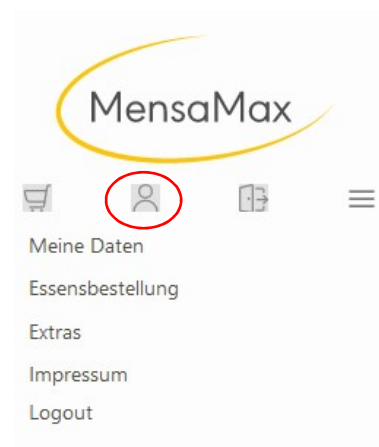 MensaMax
Meine Daten
Essensbestellung
Extras
Impressum
Logout